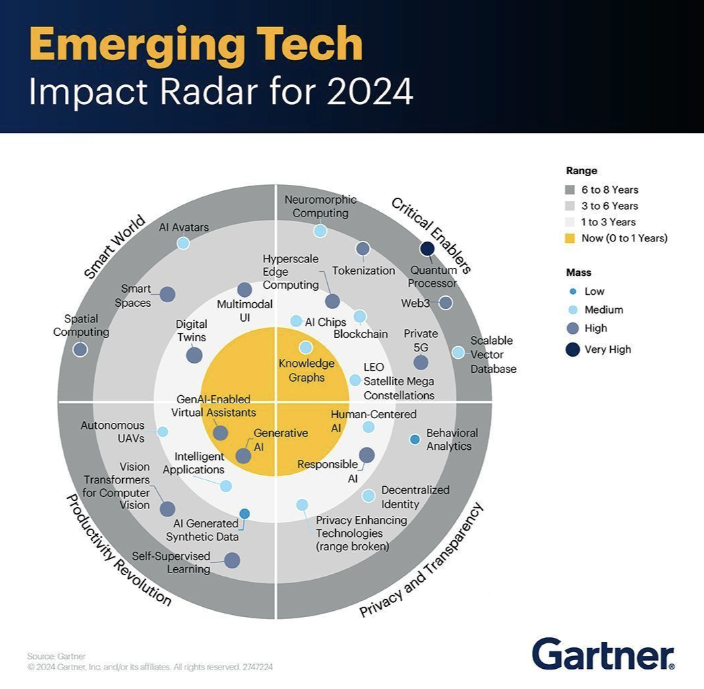 Emerging Tech
Impact Radar for 2024
Range
6 to 8 Years
3 to 6 Years
1 to 3 Years
Now (0 to 1 Years)
Mass
Low
Medium
High
Very High
Smart World
AI Avatars
Smart
Spaces
Multimodal
UI
Spatial
Computing
Digital
Twins
Critical Enablers
Neuromorphic
Computing
Tokenization
Quantum
Processor
Hyperscale
Edge
Computing
Web3
AI Chips
Blockchain
Private
5G
Scalable
Vector
Database
Knowledge
Graphs
LEO
Satellite Mega
Constellations
Productivity Revolution
GenAI-Enabled
Virtual Assistants
Autonomous
UAVs
Generative
AI
Intelligent
Applications
Vision
Transformers
for Computer
Vision
AI Generated
Synthetic Data
Self-Supervised
Learning
Privacy and Transparency
Human-Centered
AI
Behavioral
Analytics
Responsible
AI
Decentralized
Identity
Privacy Enhancing
Technologies
(range broken)
Source: Gartner
© 2024 Gartner, Inc. and/or its affiliates. All rights reserved. 2747224
Gartner®